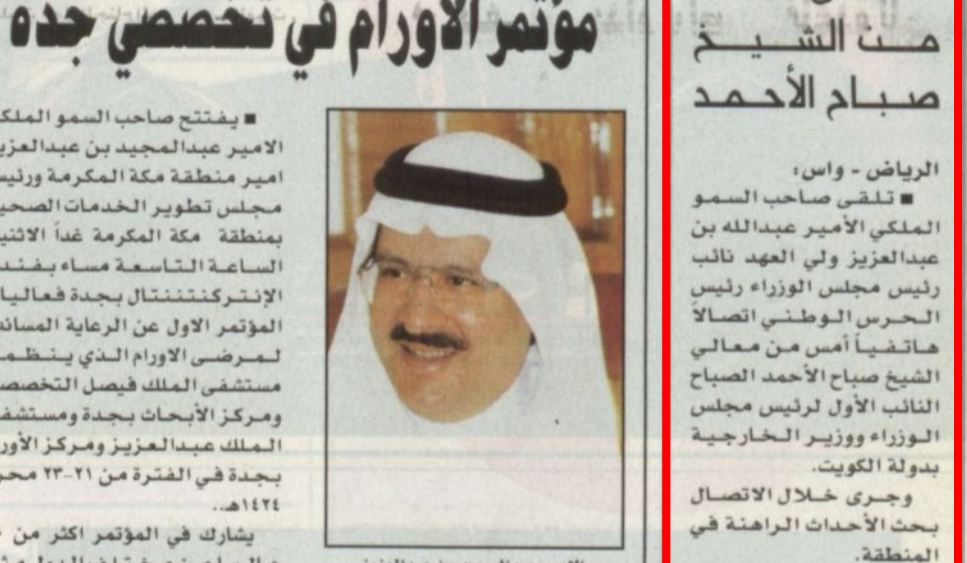 من الشيخ
صباح الأحمد
الرياض - واس:
■ تلقى صاحب السمو
الملكي الأمير عبدالله بن
عبدالعزيز ولي العهد نائب
رئيس مجلس الوزراء رئيس
الحرس الوطني اتصالاً
هاتفياً أمس من معالي
الشيخ صباح الأحمد الصباح
النائب الأول لرئيس مجلس
الوزراء ووزير الخارجية
بدولة الكويت.
وجرى خلال الاتصال
بحث الأحداث الراهنة في
المنطقة.
مؤتمر الاورام في تخصصي جدة
■ يفتتح صاحب السمو الملكي
الامير عبدالمجيد بن عبدالعزيز
امير منطقة مكة المكرمة ورئيس
مجلس تطوير الخدمات الصحية
بمنطقة مكة المكرمة غداً الاثنين
الساعة التاسعة مساء بفندق
الإنتركنتننتال بجدة فعاليات
المؤتمر الاول عن الرعاية المساندة
لمرضى الاورام الذي ينظمه
مستشفى الملك فيصل التخصصي
ومركز الأبحاث بجدة ومستشفى
الملك عبدالعزيز ومركز الأورام
بجدة في الفترة من ٢١-٢٣ محرم
١٤٢٤هـ..
يشارك في المؤتمر اكثر من